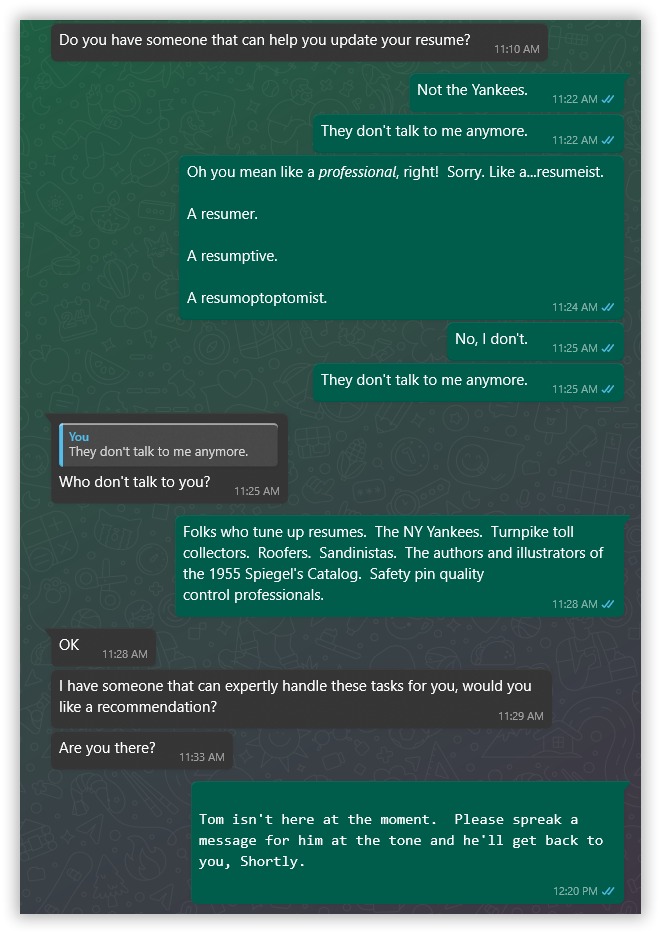 Do you have someone that can help you update your resume?
11:10 AM
Not the Yankees.
11:22 AM
They don't talk to me anymore.
11:22 AM
Oh you mean like a professional, right!  Sorry. Like a...resumeist.
A resumer.
A resumptive.
A resumoptoptomist.
11:24 AM
No, I don't.
11:25 AM
They don't talk to me anymore.
11:25 AM
You
They don't talk to me anymore.
Who don't talk to you?
11:25 AM
Folks who tune up resumes.  The NY Yankees.  Turnpike toll
collectors.  Roofers.  Sandinistas.  The authors and illustrators of
the 1955 Spiegel's Catalog.  Safety pin quality
control professionals.
11:28 AM
OK
11:28 AM
I have someone that can expertly handle these tasks for you, would you
like a recommendation?
11:29 AM
Are you there?
11:33 AM
Tom isn't here at the moment.  Please spreak a
message for him at the tone and he'll get back to
you, Shortly.
12:20 PM